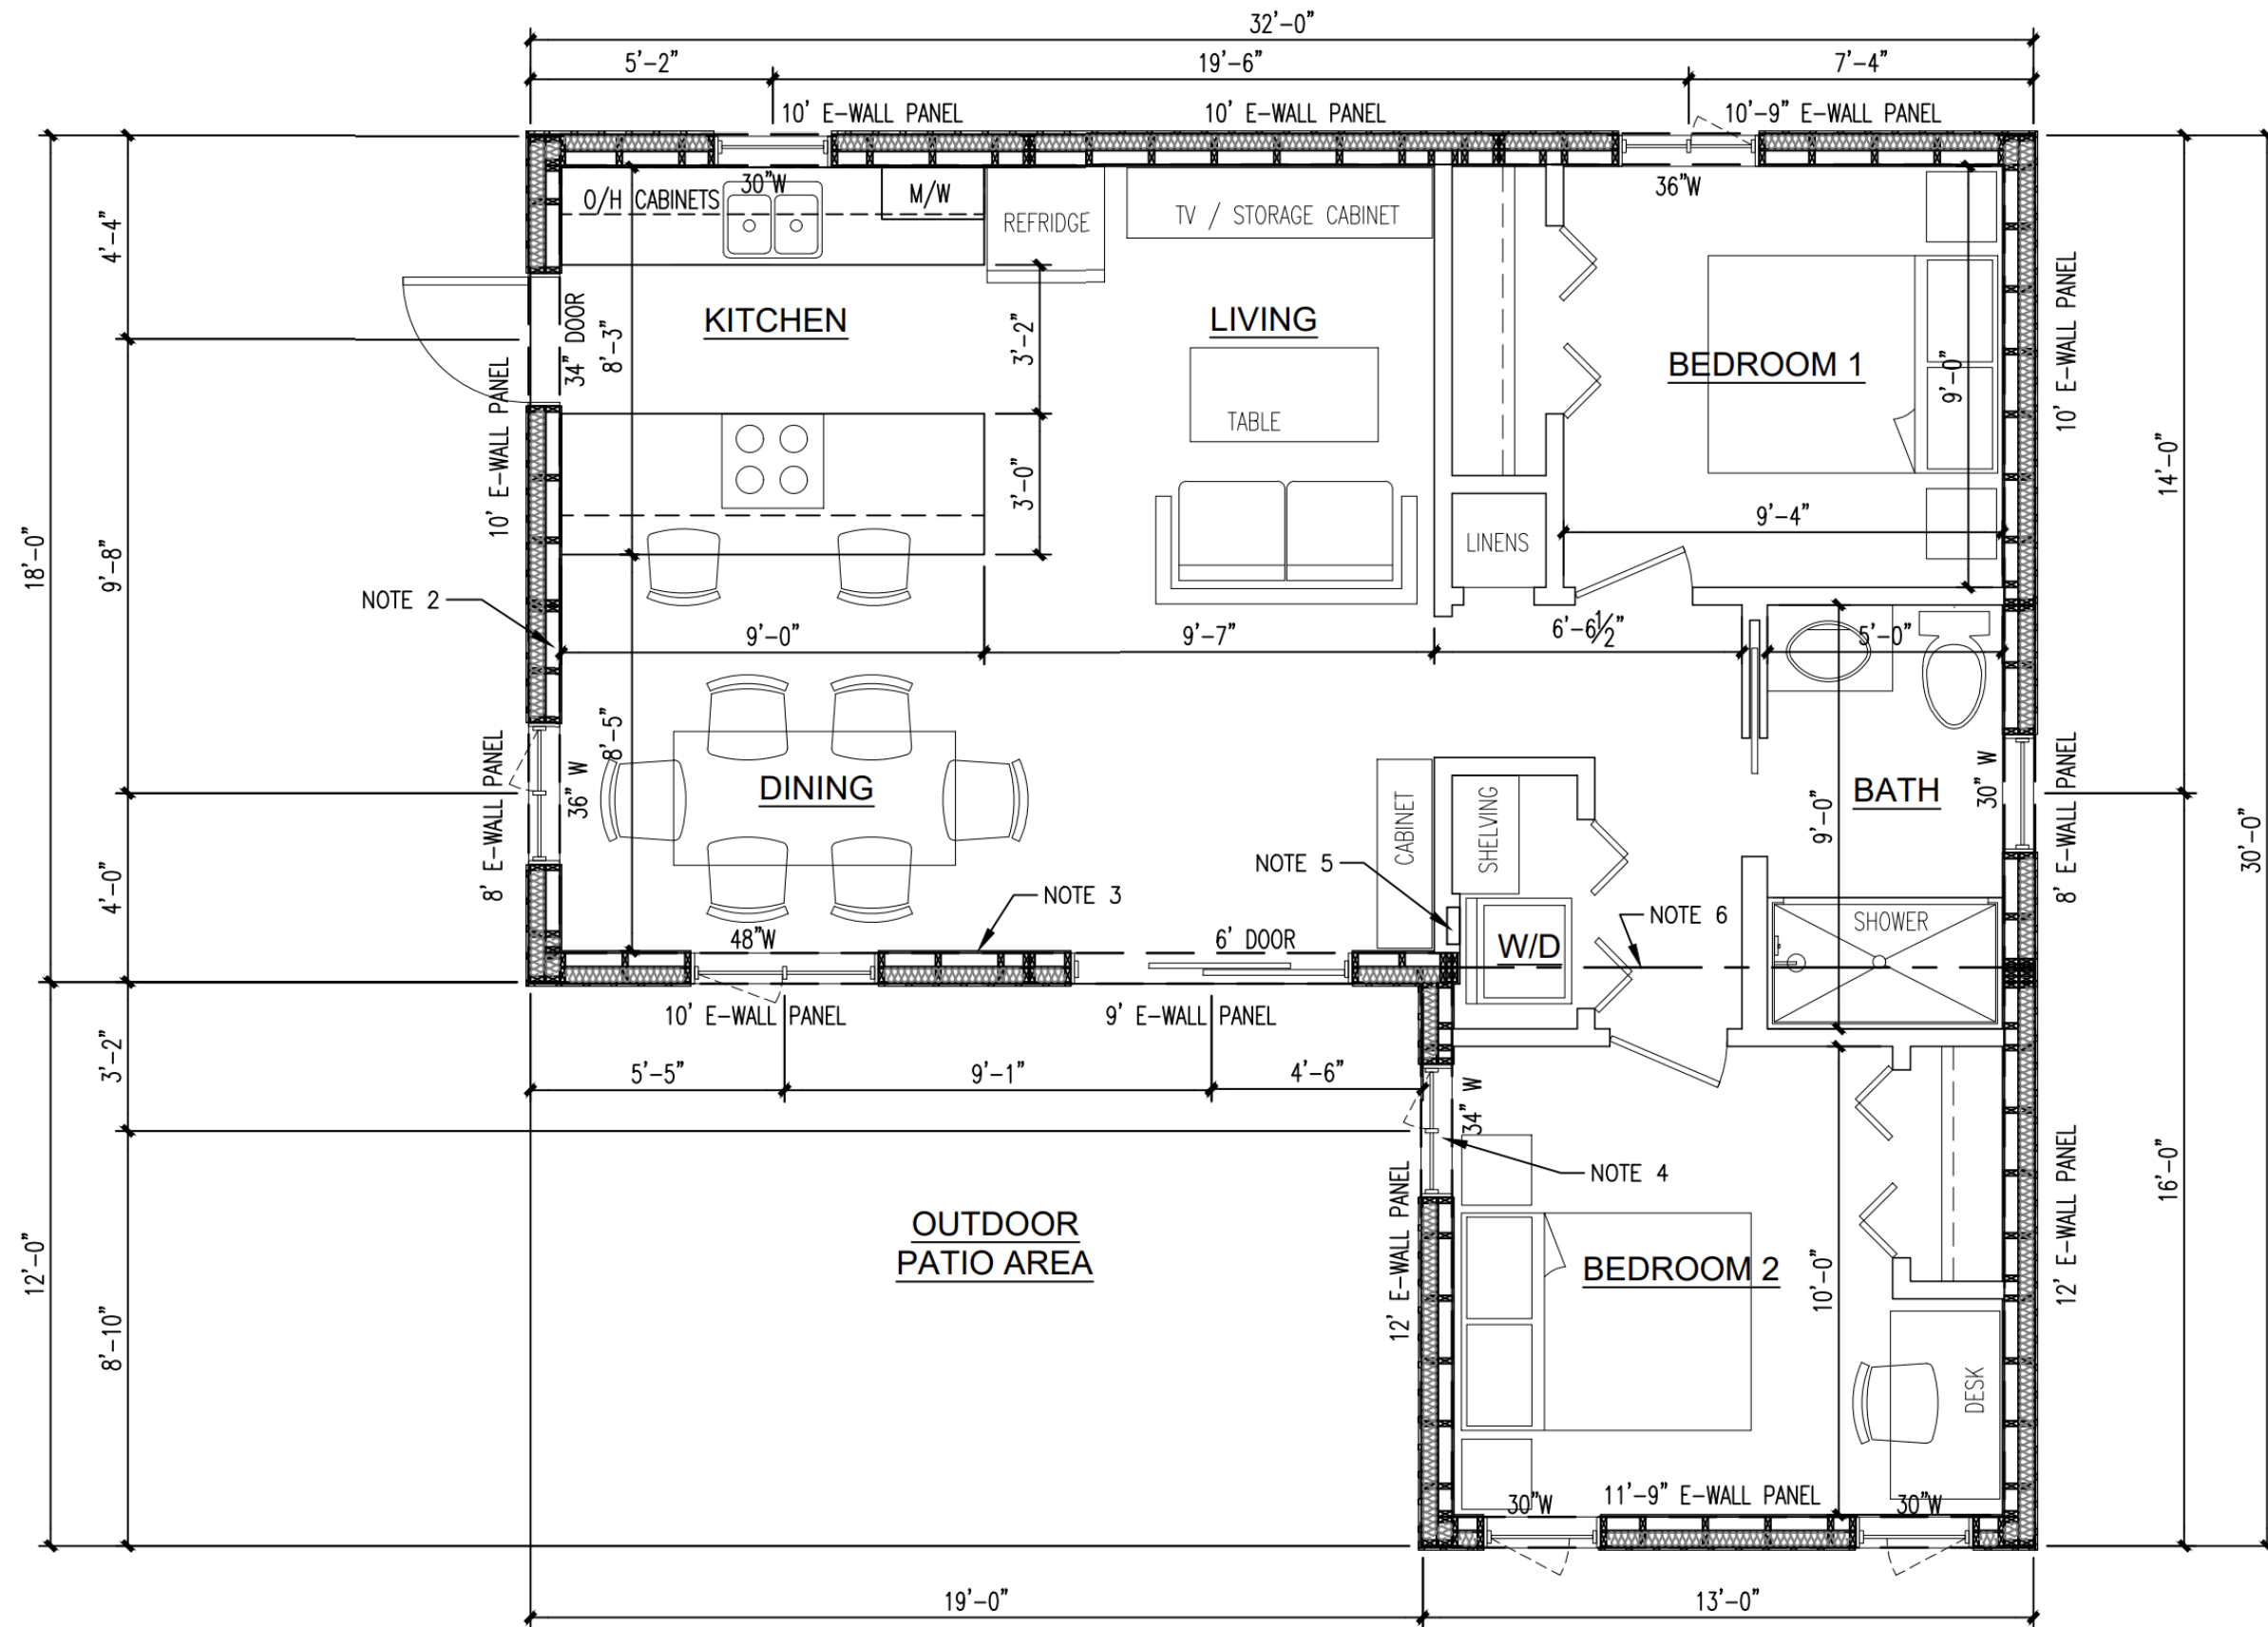 32'-0"
5'-2"
19'-6"
7'-4"
10' E-WALL PANEL
10' E-WALL PANEL
10'-9" E-WALL PANEL
30"W
M/W
O/H CABINETS
REFRIDGE
TV / STORAGE CABINET
36"W
4'-4"
34" DOOR
8'-3"
KITCHEN
3'-2"
LIVING
BEDROOM 1
9'-0"
10' E-WALL PANEL
14'-0"
10' E-WALL PANEL
TABLE
3'-0"
LINENS
9'-4"
18'-0"
9'-8"
NOTE 2
9'-0"
9'-7"
6'-6½"
5'-0"
8'-5"
8' E-WALL PANEL
36" W
DINING
CABINET
SHELVING
BATH
9'-0"
30" W
8' E-WALL PANEL
30'-0"
4'-0"
NOTE 5
NOTE 3
NOTE 6
SHOWER
48"W
6' DOOR
W/D
10' E-WALL PANEL
9' E-WALL PANEL
3'-2"
5'-5"
9'-1"
4'-6"
34" W
NOTE 4
12' E-WALL PANEL
16'-0"
12' E-WALL PANEL
OUTDOOR
PATIO AREA
BEDROOM 2
10'-0"
12'-0"
8'-10"
DESK
30"W
11'-9" E-WALL PANEL
30"W
19'-0"
13'-0"